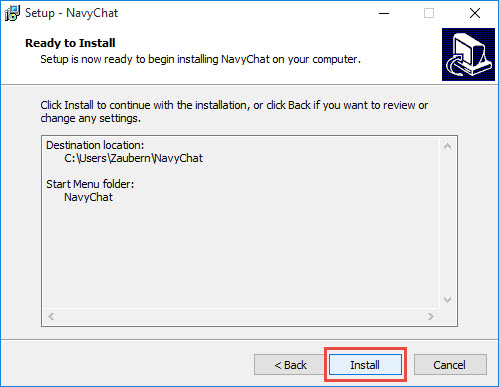 Setup - NavyChat
Ready to Install
Setup is now ready to begin installing NavyChat on your computer.
Click Install to continue with the installation, or click Back if you want to review or
change any settings.
Destination location:
C:\Users\Zaubern\NavyChat
Start Menu folder:
NavyChat
< Back
Install
Cancel